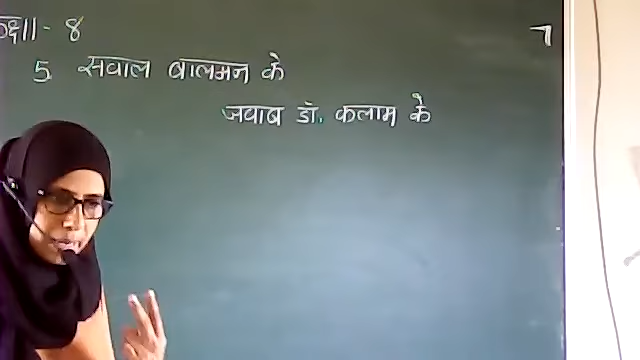 कक्षा - 8
5. सवाल बालमन के
जवाब डॉ. कलाम के